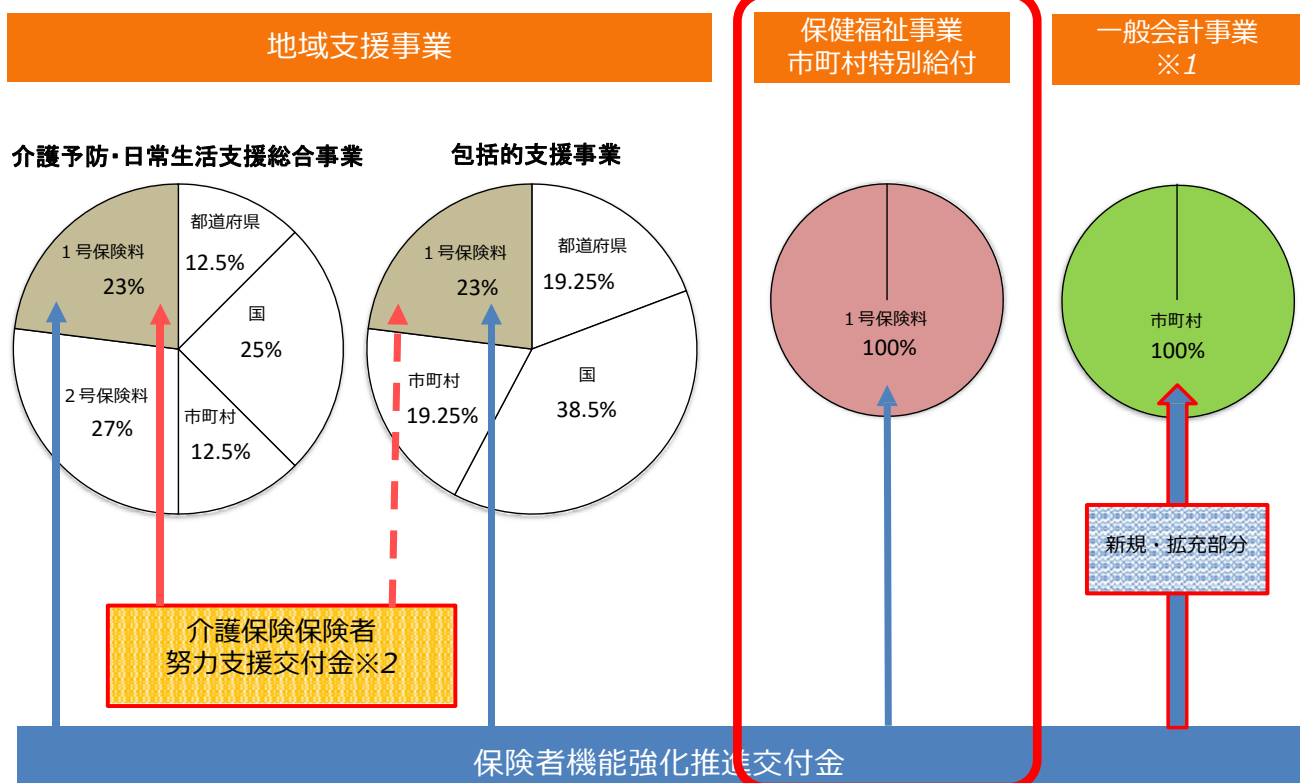 地域支援事業
保健福祉事業
市町村特別給付
一般会計事業
※1
介護予防・日常生活支援総合事業
包括的支援事業
1号保険料
23%
都道府県
12.5%
国
25%
市町村
12.5%
2号保険料
27%
1号保険料
23%
都道府県
19.25%
国
38.5%
市町村
19.25%
1号保険料
100%
市町村
100%
新規・拡充部分
介護保険保険者
努力支援交付金※2
保険者機能強化推進交付金